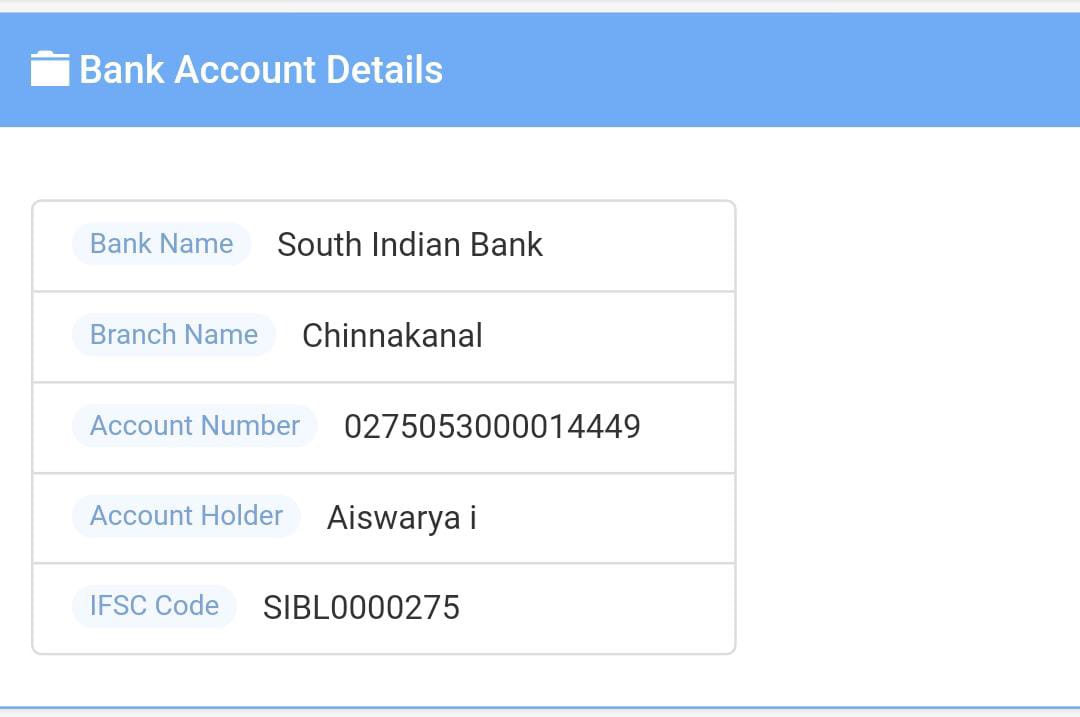 Bank Account Details
Bank Name South Indian Bank
Branch Name Chinnakanal
Account Number 0275053000014449
Account Holder Aiswarya i
IFSC Code SIBL0000275